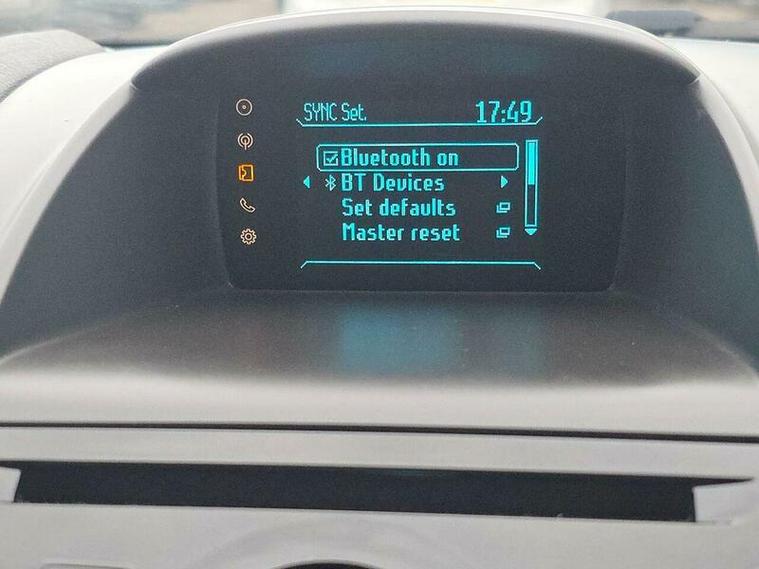 SYNC Set. 17:49
Bluetooth on
BT Devices
Set defaults
Master reset